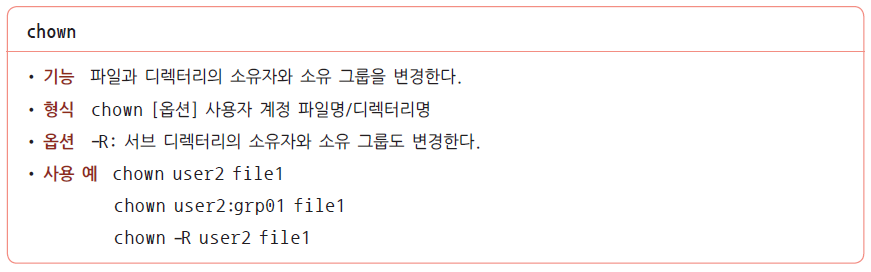 chown
• 기능 파일과 디렉터리의 소유자와 소유 그룹을 변경한다.
• 형식 chown [옵션] 사용자 계정 파일명/디렉터리명
• 옵션 -R: 서브 디렉터리의 소유자와 소유 그룹도 변경한다.
• 사용 예 chown user2 file1
chown user2:grp01 file1
chown -R user2 file1